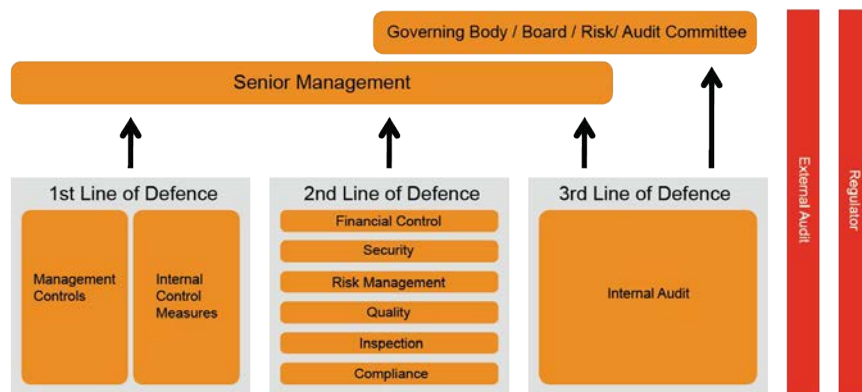 Governing Body / Board / Risk/ Audit Committee
Senior Management
1st Line of Defence
Management
Controls
Internal
Control
Measures
2nd Line of Defence
Financial Control
Security
Risk Management
Quality
Inspection
Compliance
3rd Line of Defence
Internal Audit
External Audit
Regulator